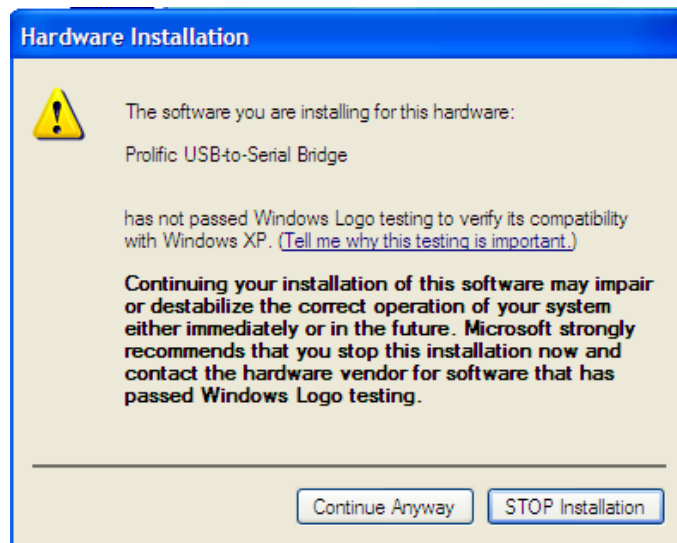 Hardware Installation
The software you are installing for this hardware:
Prolific USB-to-Serial Bridge
has not passed Windows Logo testing to verify its compatibility
with Windows XP. (Tell me why this testing is important.)
Continuing your installation of this software may impair
or destabilize the correct operation of your system
either immediately or in the future. Microsoft strongly
recommends that you stop this installation now and
contact the hardware vendor for software that has
passed Windows Logo testing.
Continue Anyway STOP Installation